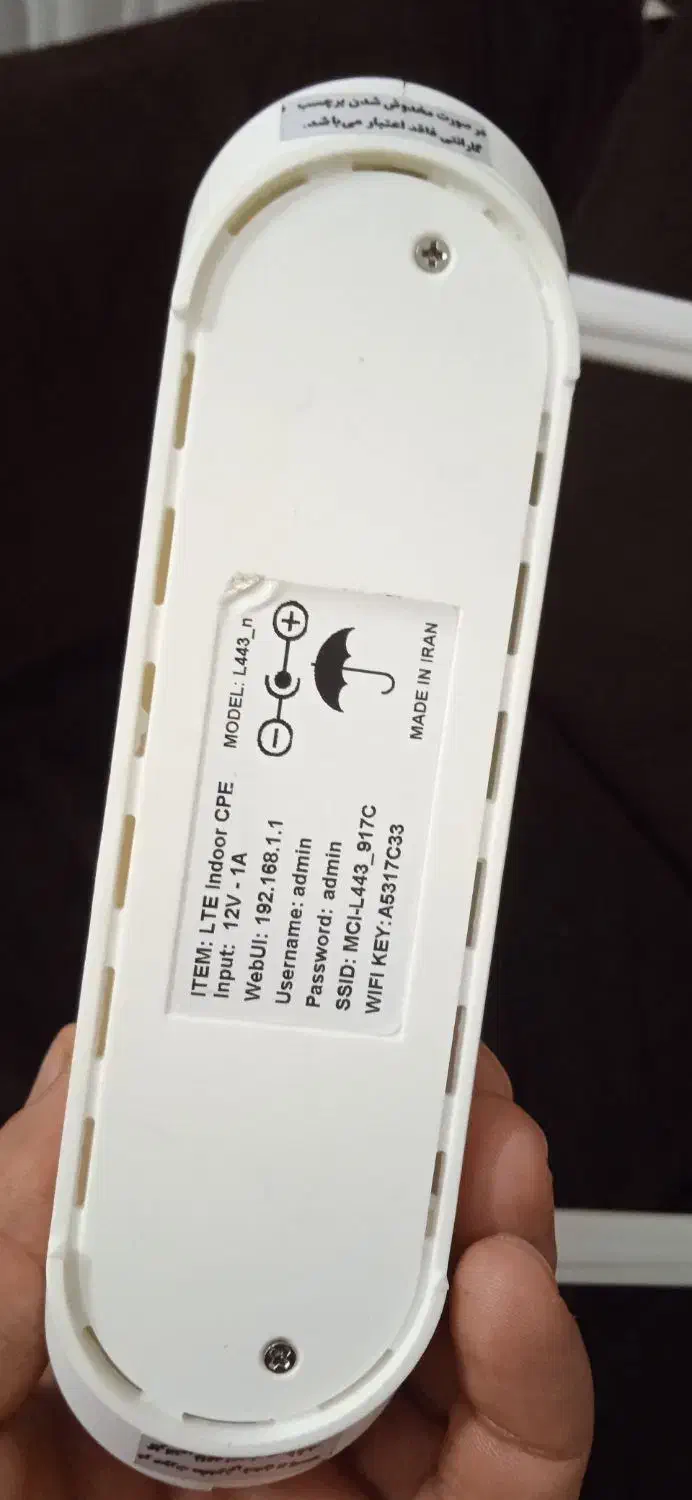 در صورت مخدوش شدن برچسب
گارانتی فاقد اعتبار می‌باشد.
ITEM: LTE Indoor CPE
MODEL: L443_n
Input: 12V - 1A
WebUI: 192.168.1.1
Username: admin
Password: admin
SSID: MCI-L443_917C
WIFI KEY:A5317C33
MADE IN IRAN